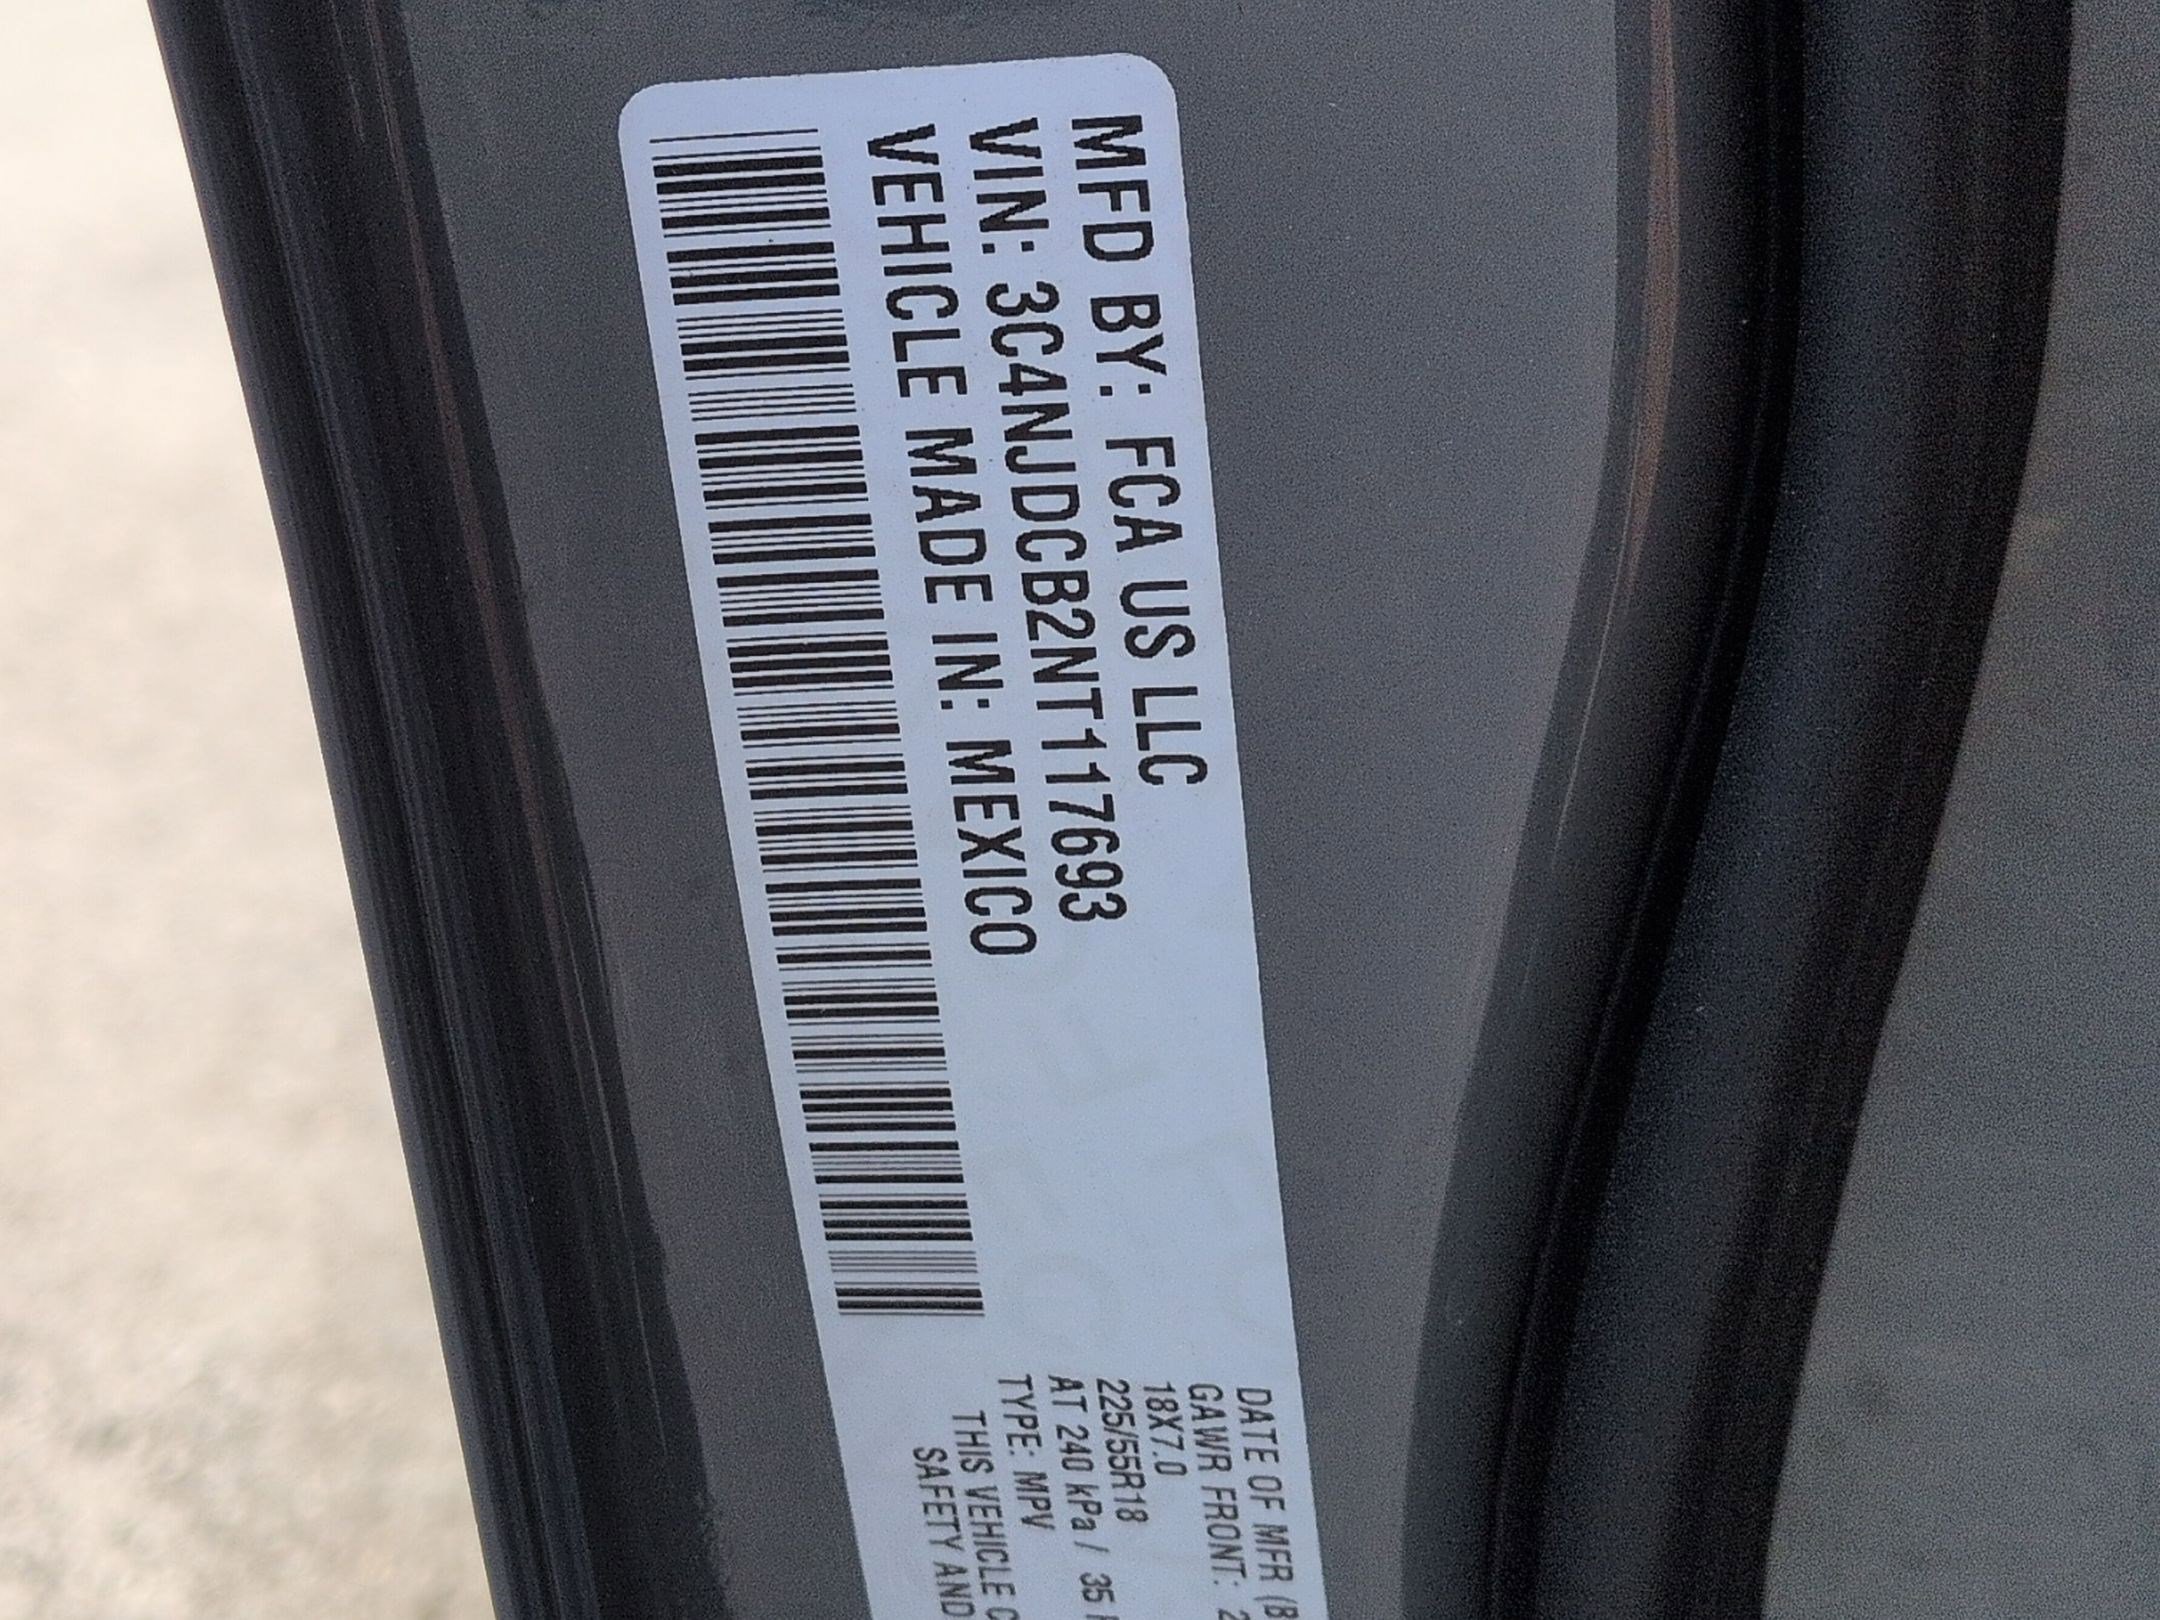 MFD BY: FCA US LLC
VIN: 3C4NJDCB2NT117693
VEHICLE MADE IN: MEXICO
DATE OF MFR
GAWR FRONT:
18X7.0
225/55R18
AT 240 kPa / 35
TYPE: MPV
THIS VEHICLE
SAFETY AND